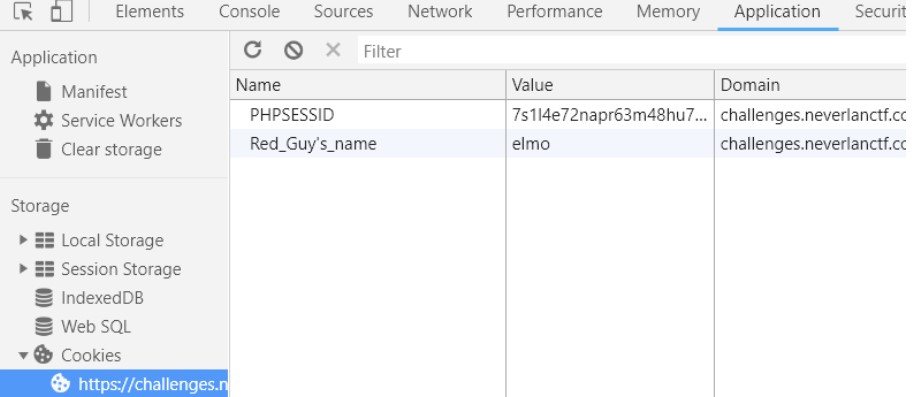 Elements Console Sources Network Performance Memory Application Securit
Application
Manifest
Service Workers
Clear storage
Storage
Local Storage
Session Storage
IndexedDB
Web SQL
Cookies
https://challenges.n
Filter
Name Value Domain
PHPSESSID 7s1l4e72napr63m48hu7... challenges.neverlanctf.co
Red_Guy's_name elmo challenges.neverlanctf.co